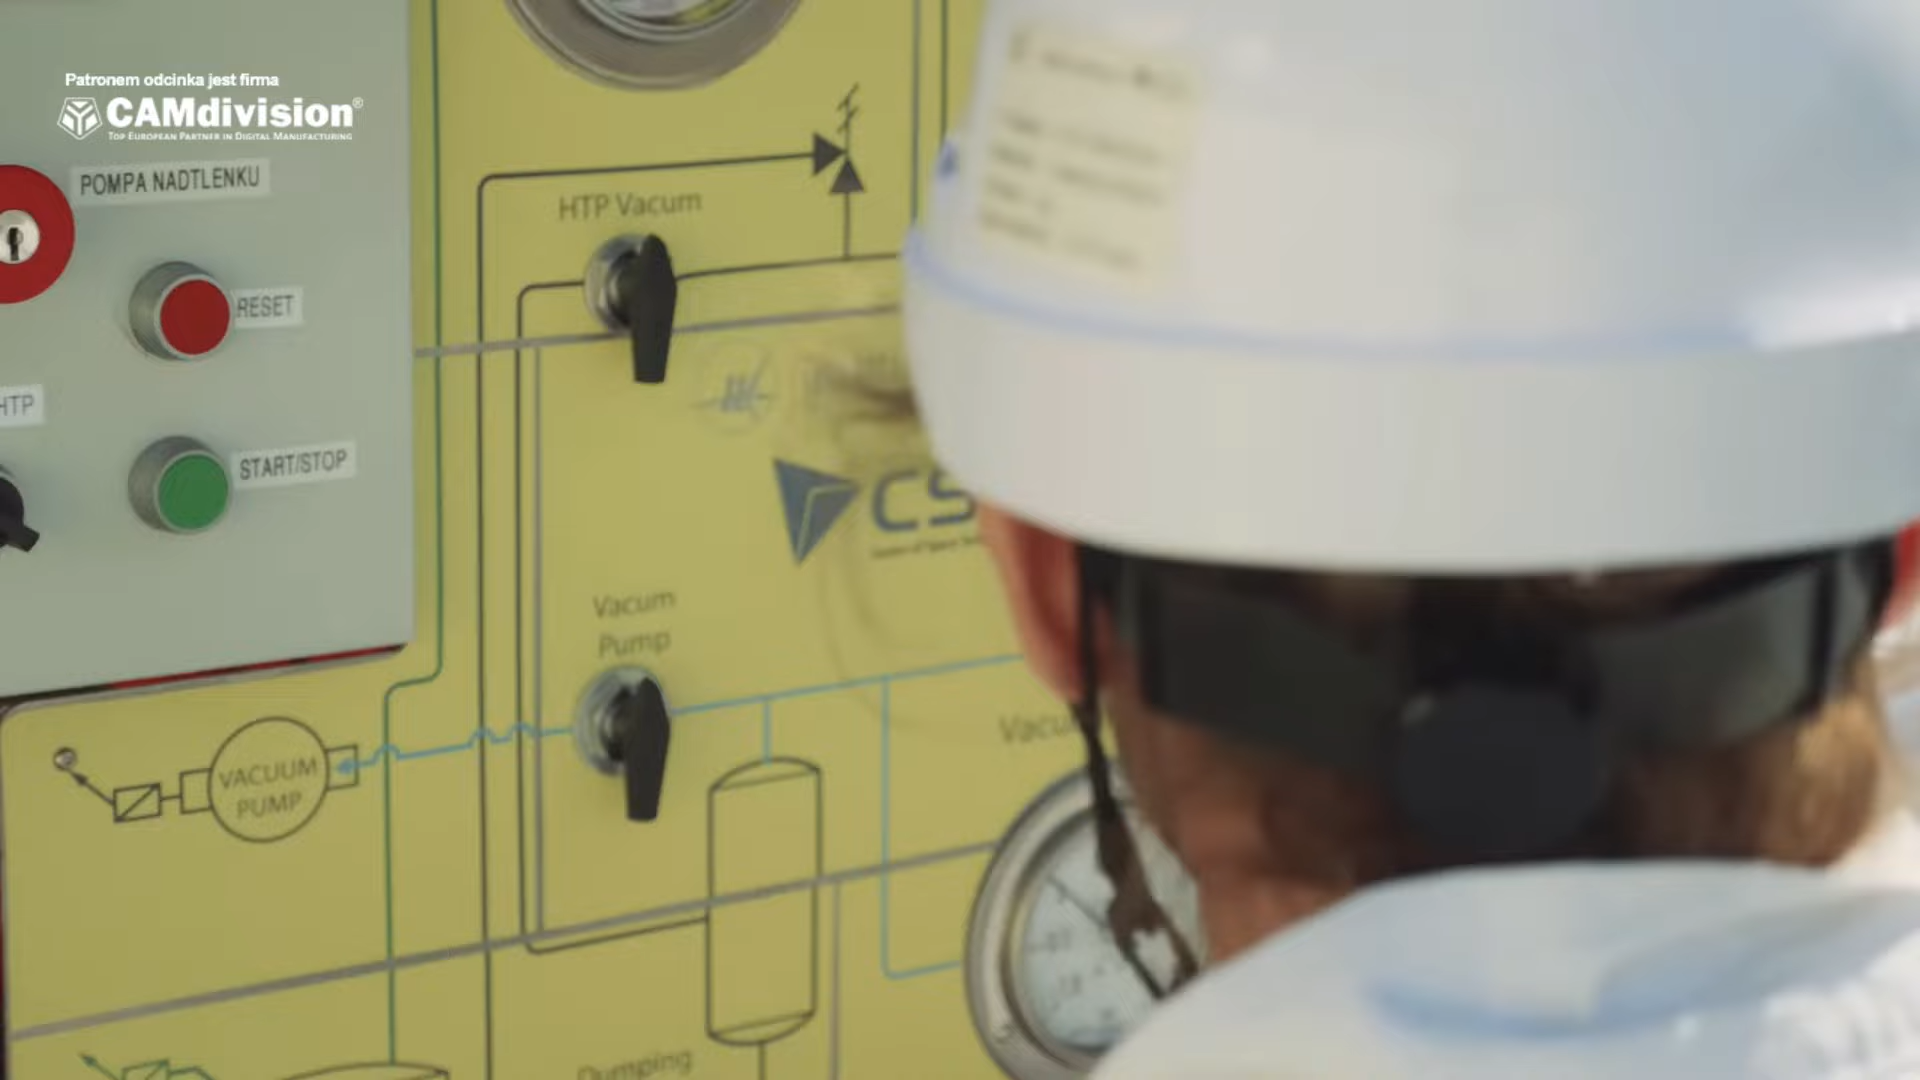 Patronem odcinka jest firma
CAMdivision®
TOP EUROPEAN PARTNER IN DIGITAL MANUFACTURING
POMPA NADTLENKU
RESET
HTP
START/STOP
HTP Vacum
CS
Vacum
Pump
VACUUM
PUMP
Dumping